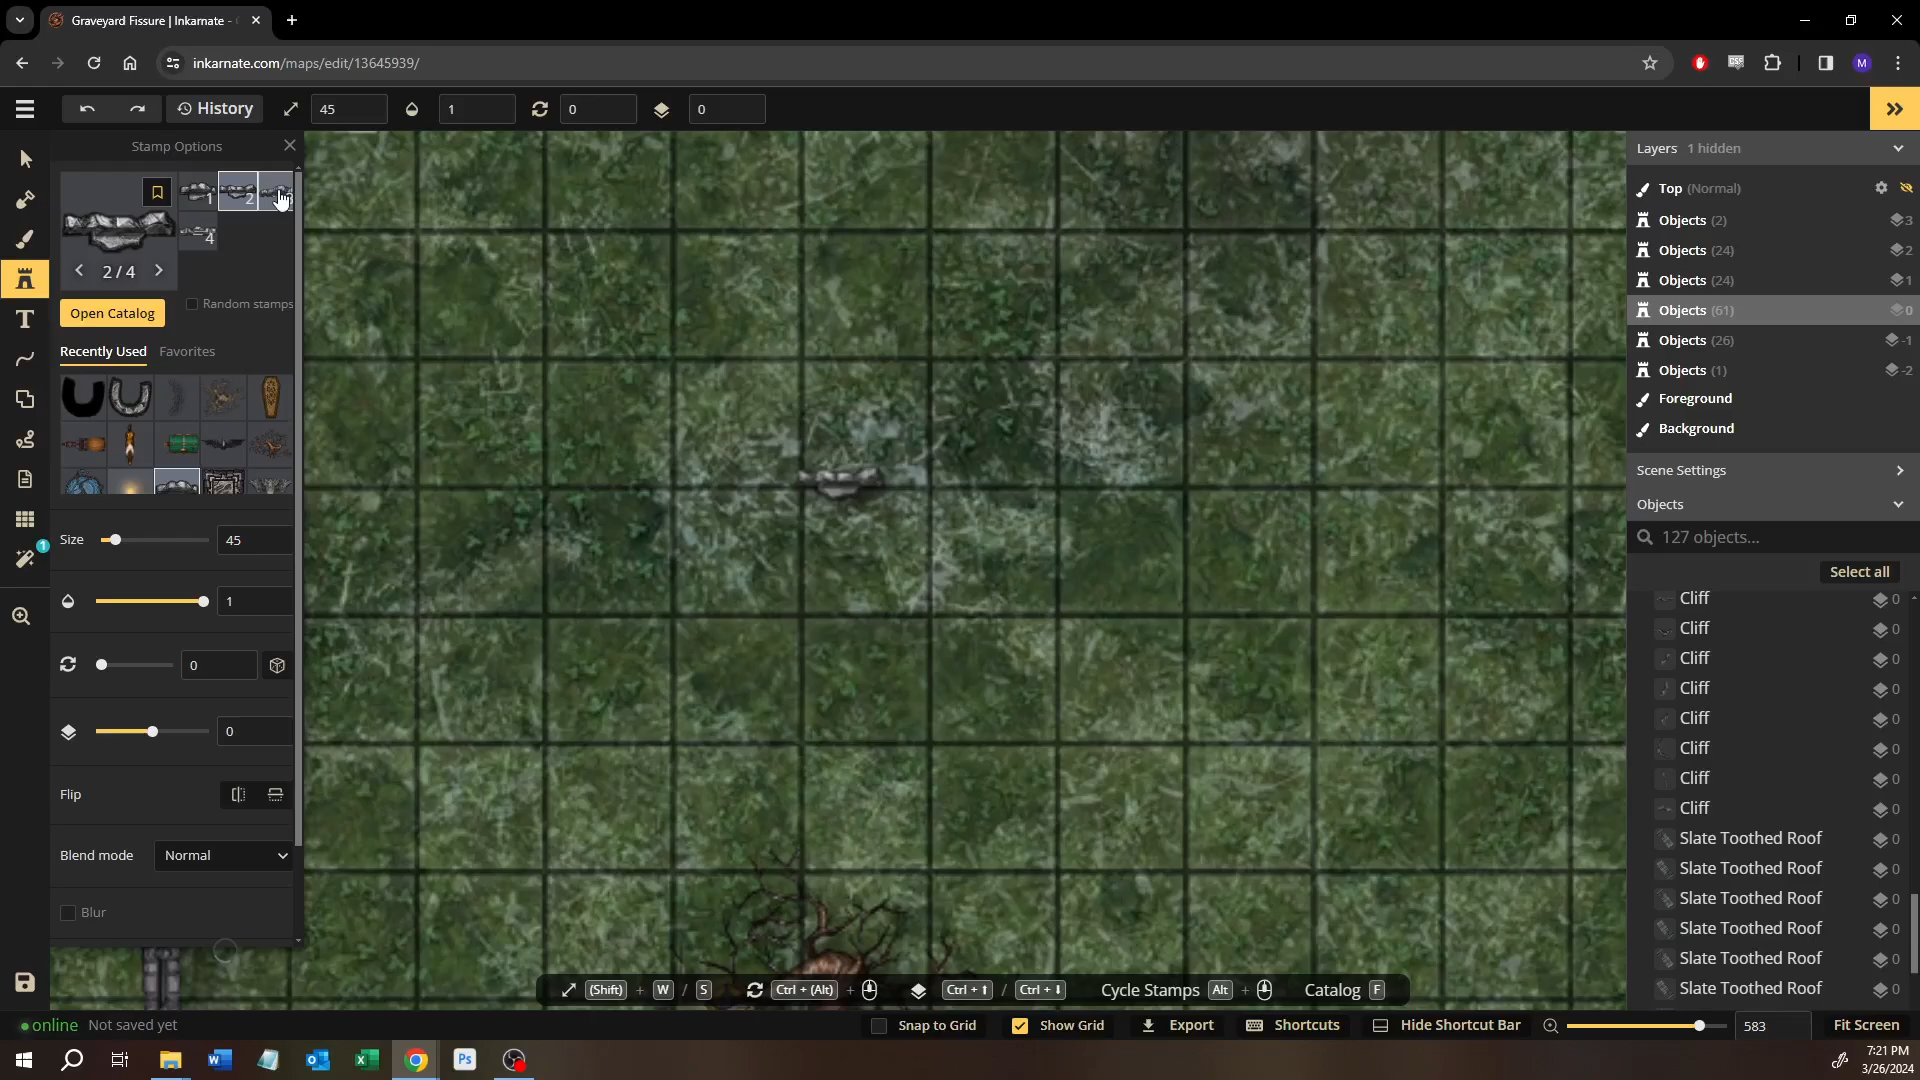 Graveyard Fissure | Inkarnate -
inkarnate.com/maps/edit/13645939/
M
History
45
1
0
0
Stamp Options
1
2
4
2 / 4
Open Catalog
Random stamps
Recently Used
Favorites
Size
45
1
0
0
Flip
Blend mode
Normal
Blur
1
Layers 1 hidden
Top (Normal)
Objects (2) 3
Objects (24) 2
Objects (24) 1
Objects (61) 0
Objects (26) -1
Objects (1) -2
Foreground
Background
Scene Settings
Objects
127 objects...
Select all
Cliff 0
Cliff 0
Cliff 0
Cliff 0
Cliff 0
Cliff 0
Cliff 0
Cliff 0
Slate Toothed Roof 0
Slate Toothed Roof 0
Slate Toothed Roof 0
Slate Toothed Roof 0
Slate Toothed Roof 0
Slate Toothed Roof 0
(Shift) + W / S
Ctrl + (Alt) +
Ctrl + ⬆ / Ctrl + ⬇
Cycle Stamps Alt +
Catalog F
online Not saved yet
Snap to Grid
Show Grid
Export
Shortcuts
Hide Shortcut Bar
583
Fit Screen
Ps
7:21 PM
3/26/2024